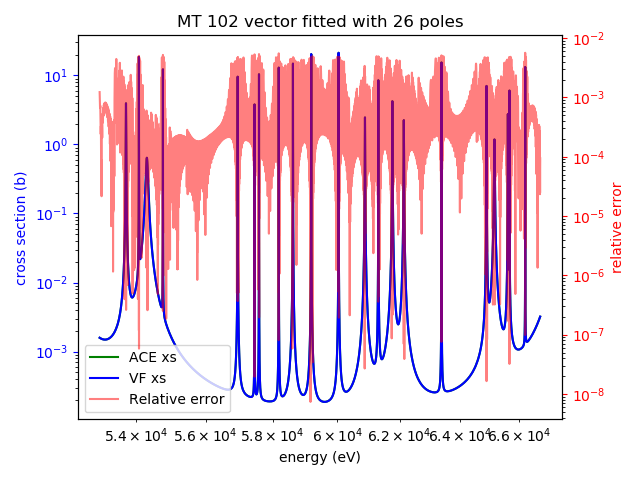 MT 102 vector fitted with 26 poles
cross section (b)
10¹
10⁰
10⁻¹
10⁻²
10⁻³
10⁻²
10⁻³
10⁻⁴
10⁻⁵
10⁻⁶
10⁻⁷
10⁻⁸
relative error
ACE xs
VF xs
Relative error
5.4 × 10⁴ 5.6 × 10⁴ 5.8 × 10⁴ 6 × 10⁴ 6.2 × 10⁴ 6.4 × 10⁴ 6.6 × 10⁴
energy (eV)